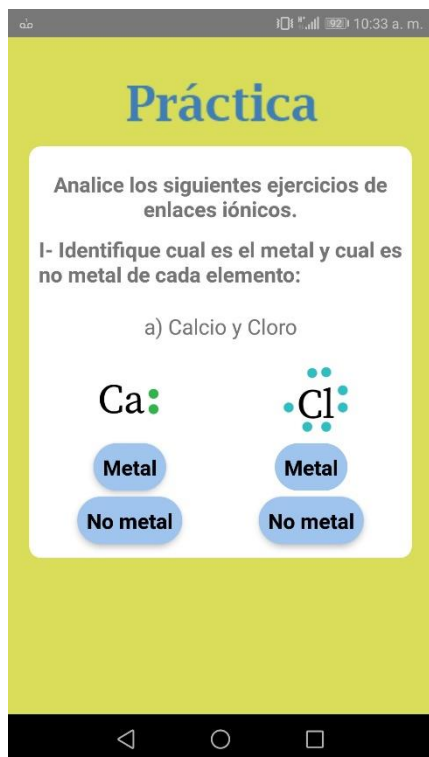 92 10:33 a. m.
Práctica
Analice los siguientes ejercicios de
enlaces iónicos.
I- Identifique cual es el metal y cual es
no metal de cada elemento:
a) Calcio y Cloro
Ca Cl
Metal Metal
No metal No metal